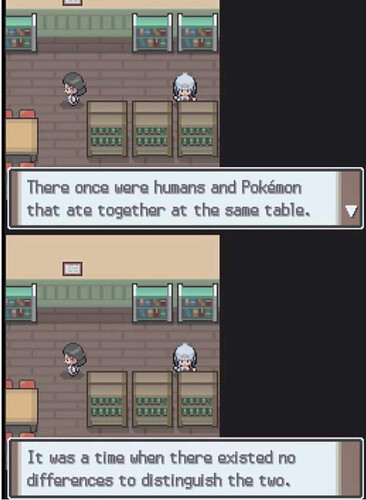 There once were humans and Pokémon
that ate together at the same table.
It was a time when there existed no
differences to distinguish the two.